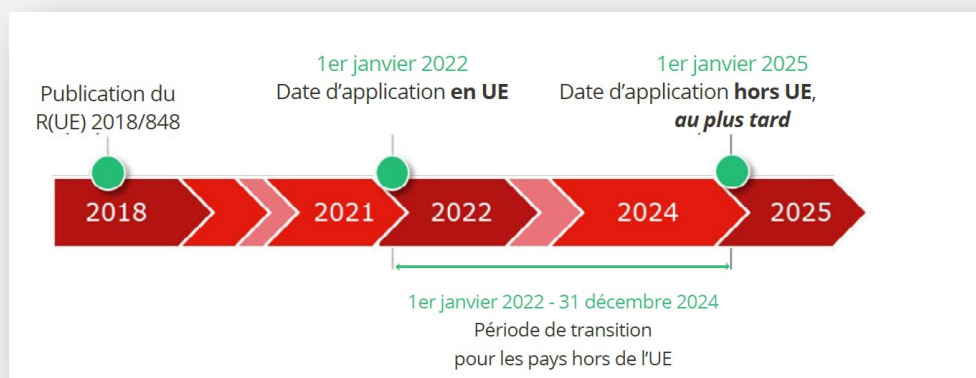 Publication du
R(UE) 2018/848
1er janvier 2022
Date d’application en UE
1er janvier 2025
Date d’application hors UE,
au plus tard
2018
2021
2022
2024
2025
1er janvier 2022 - 31 décembre 2024
Période de transition
pour les pays hors de l’UE